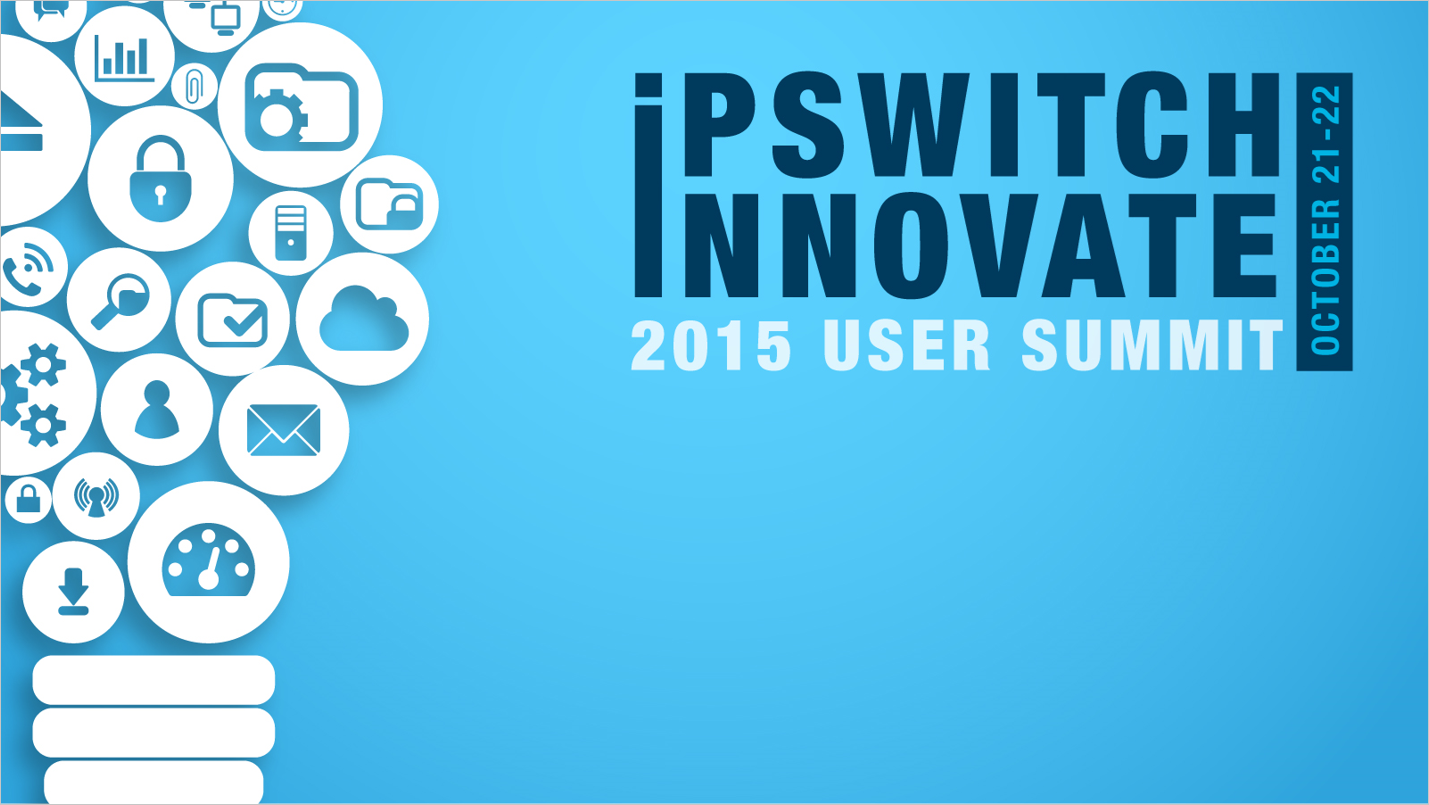 iPSWITCH
INNOVATE
2015 USER SUMMIT
OCTOBER 21-22